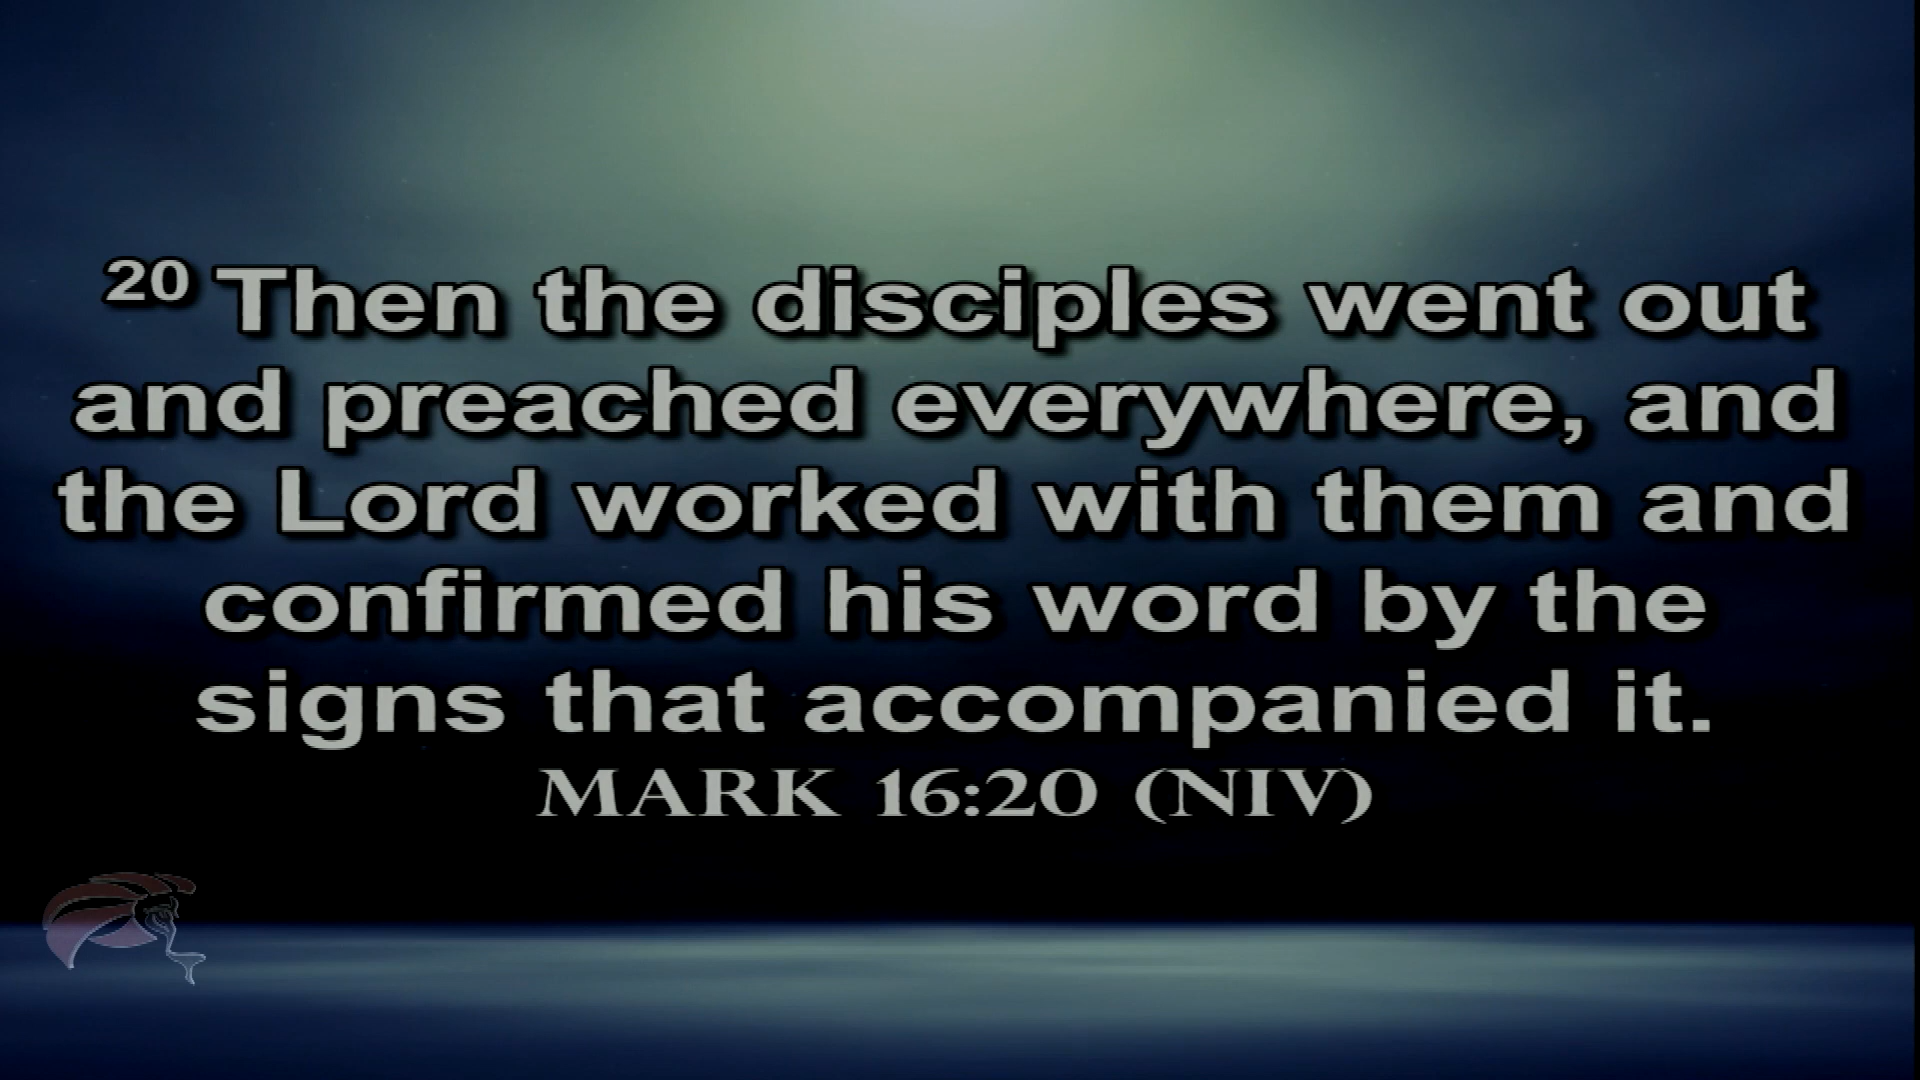 20 Then the disciples went out
and preached everywhere, and
the Lord worked with them and
confirmed his word by the
signs that accompanied it.
MARK 16:20 (NIV)